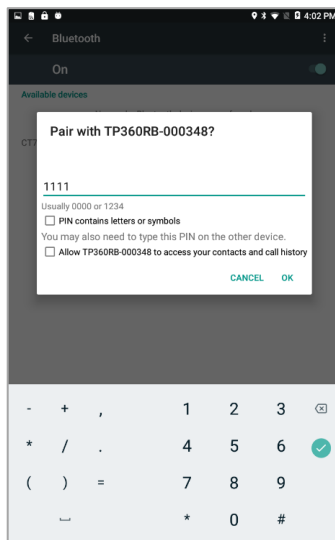 4:02 PM
Bluetooth
On
Available devices
CT7
Pair with TP360RB-000348?
1111
Usually 0000 or 1234
PIN contains letters or symbols
You may also need to type this PIN on the other device.
Allow TP360RB-000348 to access your contacts and call history
CANCEL OK
- + , 1 2 3
* / . 4 5 6
( ) = 7 8 9
* 0 #